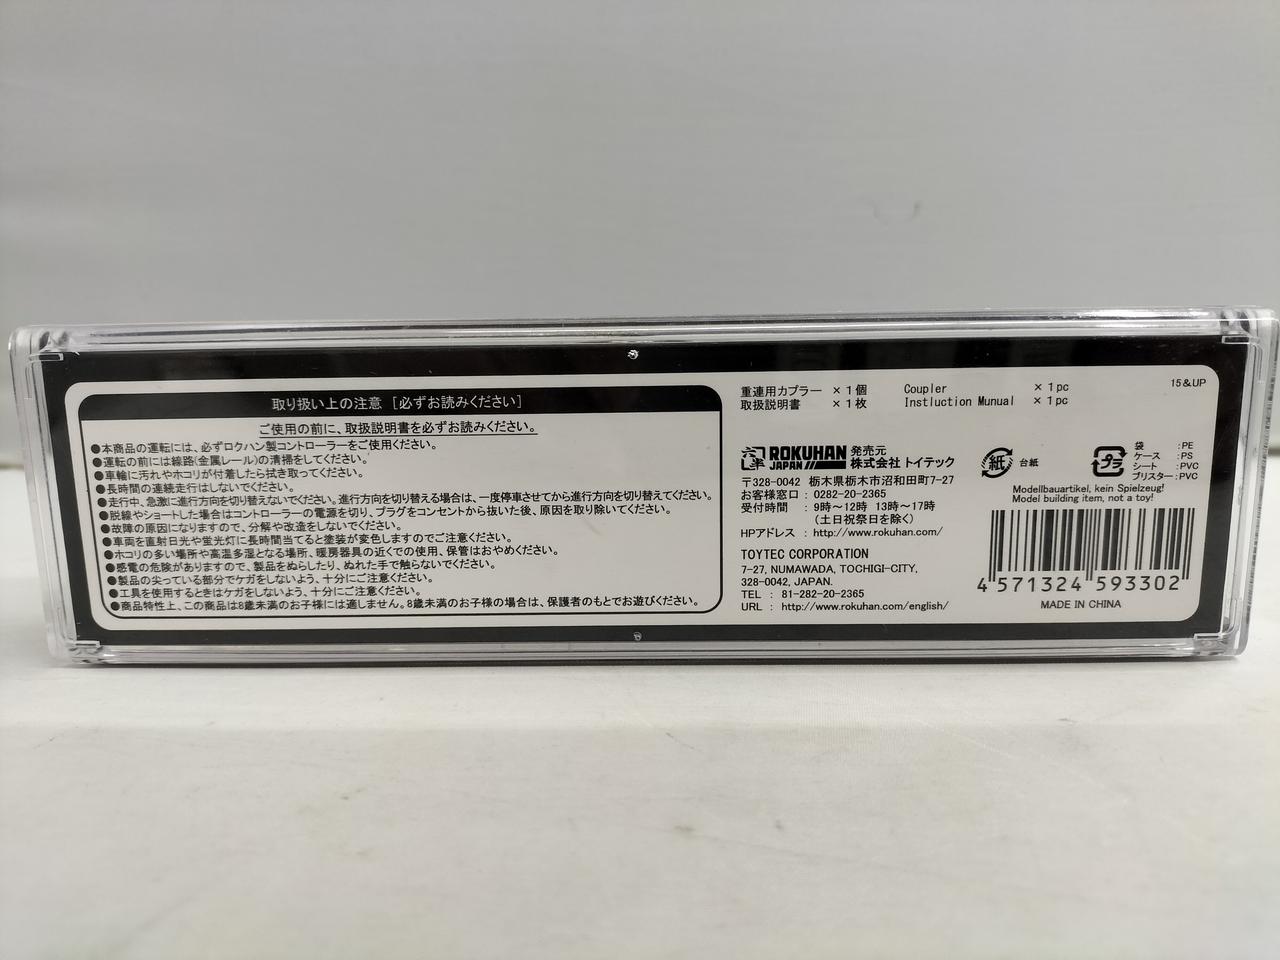 取り扱い上の注意 [必ずお読みください]
ご使用の前に、取扱説明書を必ずお読みください。
●本商品の運転には、必ずロクハン製コントローラーをご使用ください。
●運転の前には線路(金属レール)の清掃をしてください。
●車輪に汚れやホコリが付着したら拭き取ってください。
●長時間の連続走行はしないでください。
●走行中、急激に進行方向を切り替えないでください。進行方向を切り替える場合は、一度停車させてから進行方向を切り替えてください。
●脱線やショートした場合はコントローラーの電源を切り、プラグをコンセントから抜いた後、原因を取り除いてください。
●故障の原因になりますので、分解や改造をしないでください。
●車両を直射日光や蛍光灯に長時間当てると塗装が変色しますのでご注意ください。
●ホコリの多い場所や高温多湿となる場所、暖房器具の近くでの使用、保管はおやめください。
●感電の危険がありますので、製品をぬらしたり、ぬれた手で触らないでください。
●製品の尖っている部分でケガをしないよう、十分にご注意ください。
●工具を使用するときはケガをしないよう、十分にご注意ください。
●商品特性上、この商品は8歳未満のお子様には適しません。8歳未満のお子様の場合は、保護者のもとでお遊びください。
重連用カプラー ×1個 Coupler ×1pc
取扱説明書 ×1枚 Instluction Munual ×1pc
15&UP
六半 ROKUHAN JAPAN
発売元
株式会社 トイテック
〒328-0042 栃木県栃木市沼和田町7-27
お客様窓口 : 0282-20-2365
受付時間 : 9時〜12時 13時〜17時
(土日祝祭日を除く)
HPアドレス : http://www.rokuhan.com/
TOYTEC CORPORATION
7-27, NUMAWADA, TOCHIGI-CITY,
328-0042, JAPAN.
TEL : 81-282-20-2365
URL : http://www.rokuhan.com/english/
紙 台紙
プラ
袋 :PE
ケース :PS
シート :PVC
ブリスター :PVC
Modellbauartikel, kein Spielzeug!
Model building item, not a toy!
4 571324 593302
MADE IN CHINA